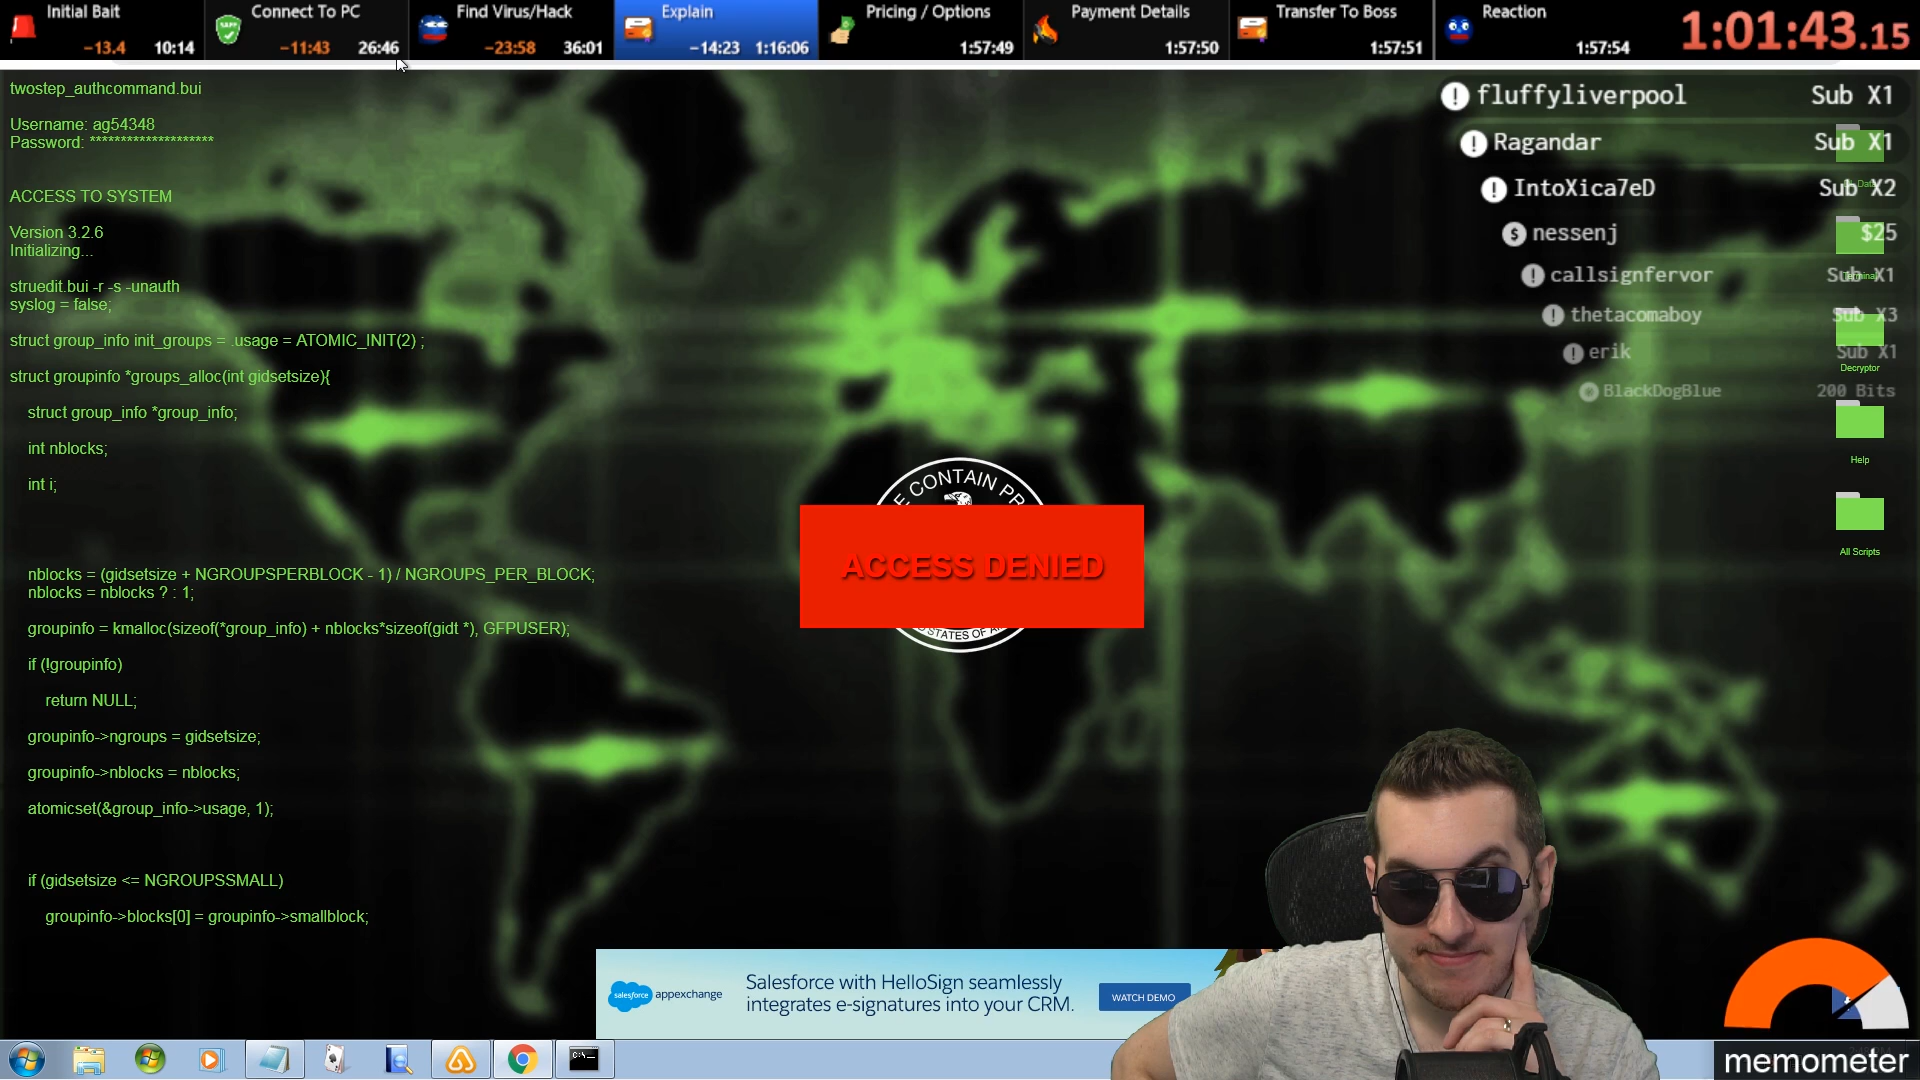 Initial Bait
−13.4 10:14
Connect To PC
−11:43 26:46
Find Virus/Hack
−23:58 36:01
Explain
−14:23 1:16:06
Pricing / Options
1:57:49
Payment Details
1:57:50
Transfer To Boss
1:57:51
Reaction
1:57:54
1:01:43.15
twostep_authcommand.bui
Username: ag54348
Password: ********************
ACCESS TO SYSTEM
Version 3.2.6
Initializing...
struedit.bui -r -s -unauth
syslog = false;
struct group_info init_groups = .usage = ATOMIC_INIT(2) ;
struct groupinfo *groups_alloc(int gidsetsize){
struct group_info *group_info;
int nblocks;
int i;
nblocks = (gidsetsize + NGROUPSPERBLOCK - 1) / NGROUPS_PER_BLOCK;
nblocks = nblocks ? : 1;
groupinfo = kmalloc(sizeof(*group_info) + nblocks*sizeof(gidt *), GFPUSER);
if (!groupinfo)
return NULL;
groupinfo->ngroups = gidsetsize;
groupinfo->nblocks = nblocks;
atomicset(&group_info->usage, 1);
if (gidsetsize <= NGROUPSSMALL)
groupinfo->blocks[0] = groupinfo->smallblock;
fluffyliverpool Sub X1
Ragandar Sub X1
IntoXica7eD Sub X2
nessenj $25
callsignfervor Sub X1
thetacomaboy Sub X3
erik Sub X1
BlackDogBlue 200 Bits
Terminal
Decryptor
Help
All Scripts
CONTAIN
ACCESS DENIED
STATES OF
salesforce appexchange
Salesforce with HelloSign seamlessly
integrates e-signatures into your CRM.
WATCH DEMO
memometer